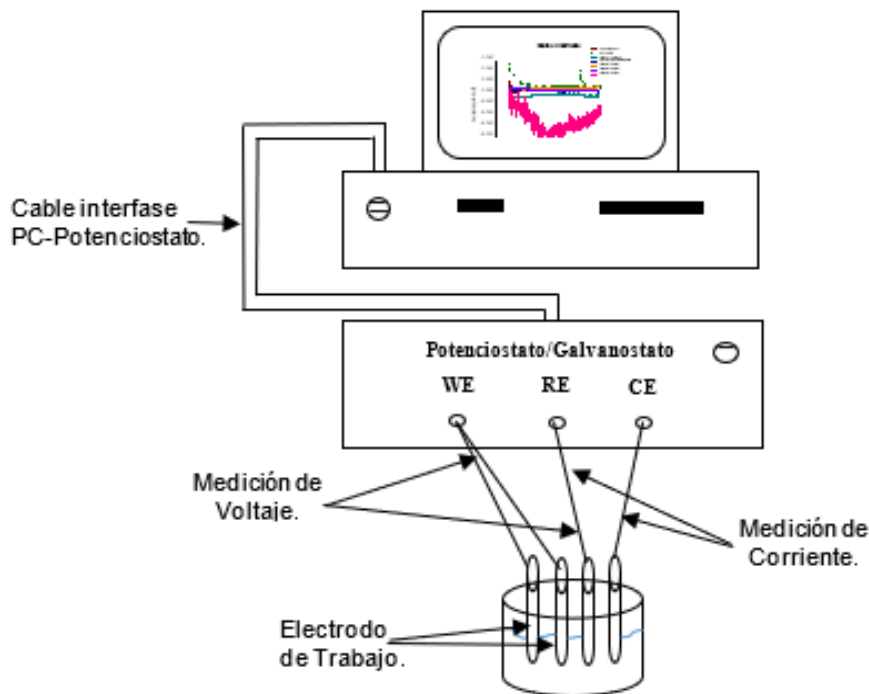 Cable interfase
PC-Potenciostato.
Potenciostato/Galvanostato
WE RE CE
Medición de
Voltaje.
Medición de
Corriente.
Electrodo
de Trabajo.